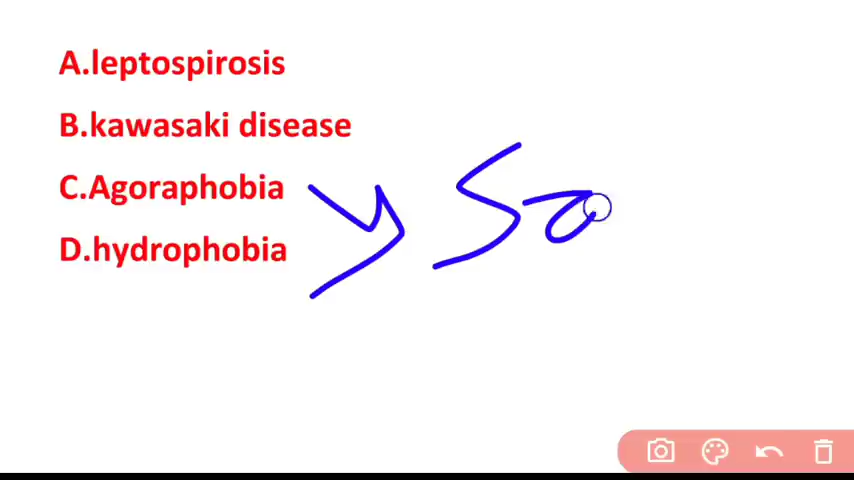 A.leptospirosis
B.kawasaki disease
C.Agoraphobia
D.hydrophobia